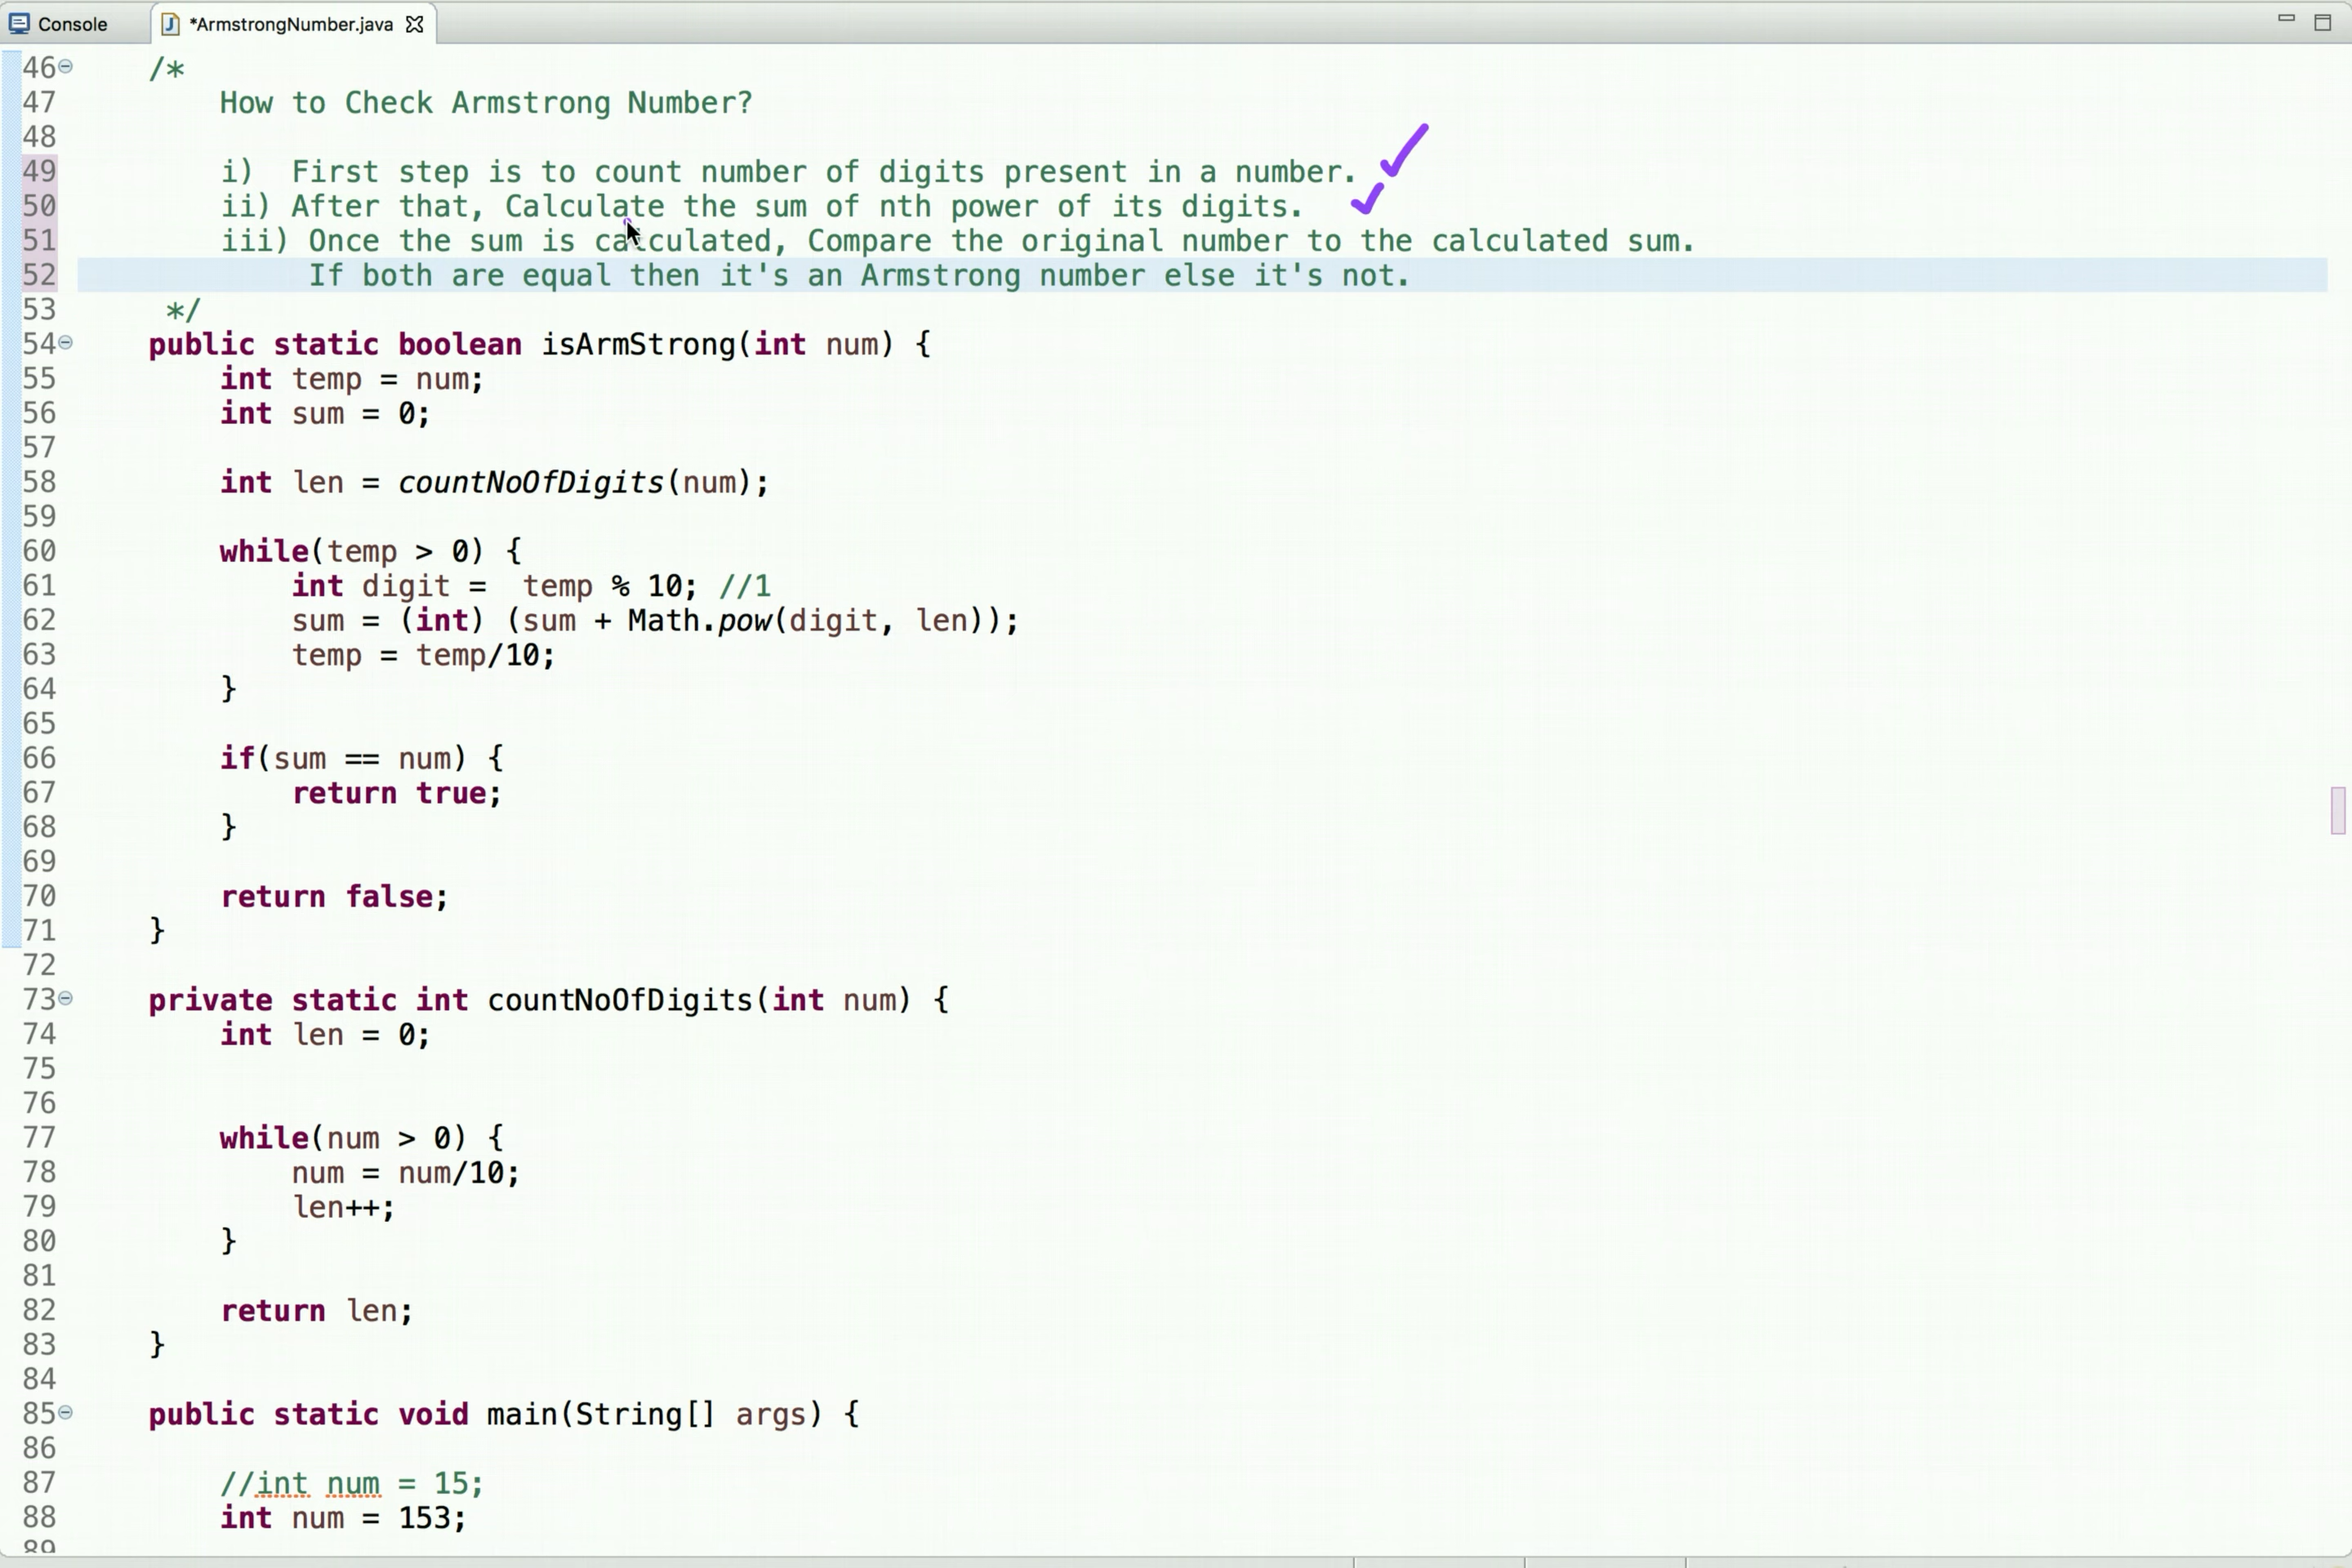 Console *ArmstrongNumber.java
46 /*
47 How to Check Armstrong Number?
48
49 i)  First step is to count number of digits present in a number.
50 ii) After that, Calculate the sum of nth power of its digits.
51 iii) Once the sum is calculated, Compare the original number to the calculated sum.
52 If both are equal then it's an Armstrong number else it's not.
53 */
54 public static boolean isArmStrong(int num) {
55 int temp = num;
56 int sum = 0;
57
58 int len = countNoOfDigits(num);
59
60 while(temp > 0) {
61 int digit =  temp % 10; //1
62 sum = (int) (sum + Math.pow(digit, len));
63 temp = temp/10;
64 }
65
66 if(sum == num) {
67 return true;
68 }
69
70 return false;
71 }
72
73 private static int countNoOfDigits(int num) {
74 int len = 0;
75
76
77 while(num > 0) {
78 num = num/10;
79 len++;
80 }
81
82 return len;
83 }
84
85 public static void main(String[] args) {
86
87 //int num = 15;
88 int num = 153;
89